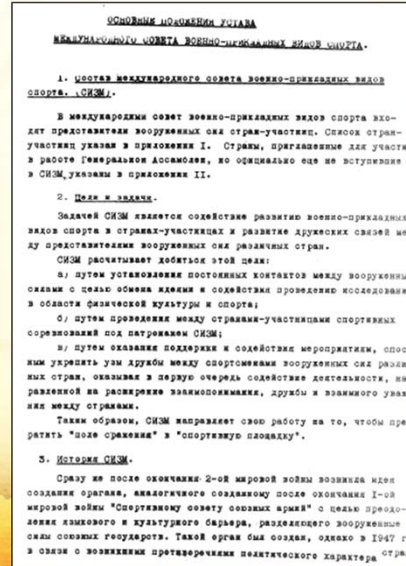 ОСНОВНЫЕ ПОЛОЖЕНИЯ УСТАВА
МЕЖДУНАРОДНОГО СОВЕТА ВОЕННО-ПРИКЛАДНЫХ ВИДОВ СПОРТА.
1. Состав международного совета военно-прикладных видов
спорта. (СИЗМ).
В международный совет военно-прикладных видов спорта вхо-
дят представители вооруженных сил стран-участниц. Список стран-
участниц указан в приложении I. Страны, приглашенные для участи
в работе Генеральной Ассамблеи, но официально еще не вступившие
в СИЗМ, указаны в приложении II.
2. Цели и задачи.
Задачей СИЗМ является содействие развитию военно-прикладных
видов спорта в странах-участницах и развитие дружеских связей ме
ду представителями вооруженных сил различных стран.
СИЗМ расчитывает добиться этой цели:
а) путем установления постоянных контактов между вооруженны
силами с целью обмена идеями и содействия проведению исследовани
в области физической культуры и спорта;
б) путем проведения между странами-участницами спортивных
соревнований под патронажем СИЗМ;
в) путем оказания поддержки и содействия мероприятиям, спос
ным укрепить узы дружбы между спортсменами вооруженных сил разли
ных стран, оказывая в первую очередь содействие деятельности, на
равленной на расширение взаимопонимания, дружбы и взаимного уваж
ния между странами.
Таким образом, СИЗМ направляет свою работу на то, чтобы пре
ратить "поле сражения" в "спортивную площадку".
3. История СИЗМ.
Сразу же после окончания 2-ой мировой войны возникла идея
создания орагана, аналогичного созданному после окончания I-ой
мировой войны "Спортивному совету союзных армий" с целью преодо-
ления языкового и культурного барьера, разделяющего вооруженные
силы союзных государств. Такой орган был создан, однако в 1947 г
в связи с возникшими противоречиями политического характера стра